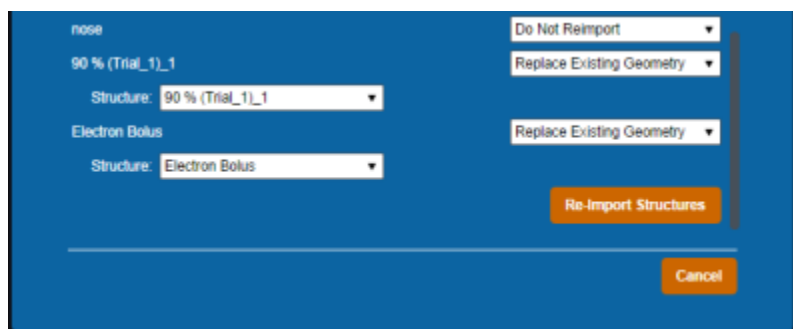 nose Do Not Reimport
90 % (Trial_1)_1 Replace Existing Geometry
Structure: 90 % (Trial_1)_1
Electron Bolus Replace Existing Geometry
Structure: Electron Bolus
Re-Import Structures
Cancel